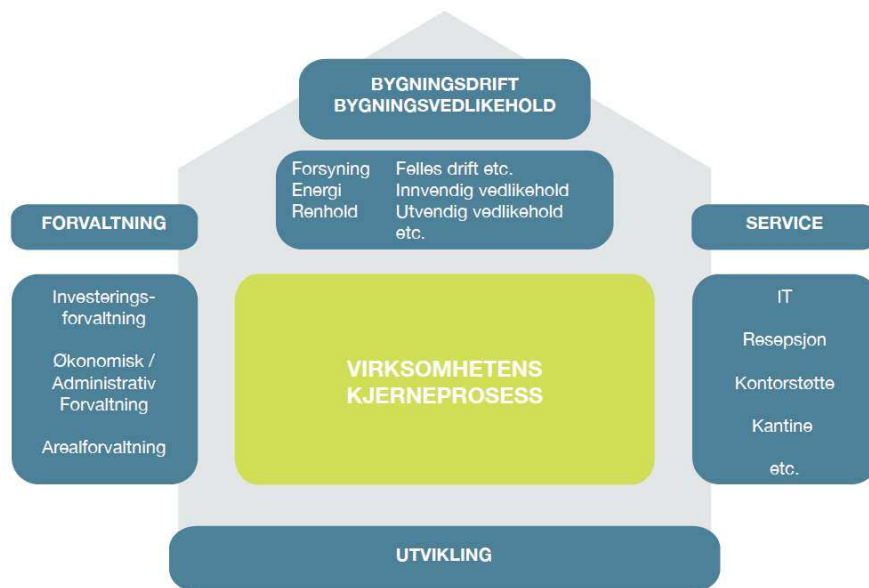 BYGNINGSDRIFT
BYGNINGSVEDLIKEHOLD
Forsyning Felles drift etc.
Energi Innvendig vedlikehold
Renhold Utvendig vedlikehold
etc.
FORVALTNING
Investerings-
forvaltning
Økonomisk /
Administrativ
Forvaltning
Arealforvaltning
VIRKSOMHETENS
KJERNEPROSESS
SERVICE
IT
Resepsjon
Kontorstøtte
Kantine
etc.
UTVIKLING